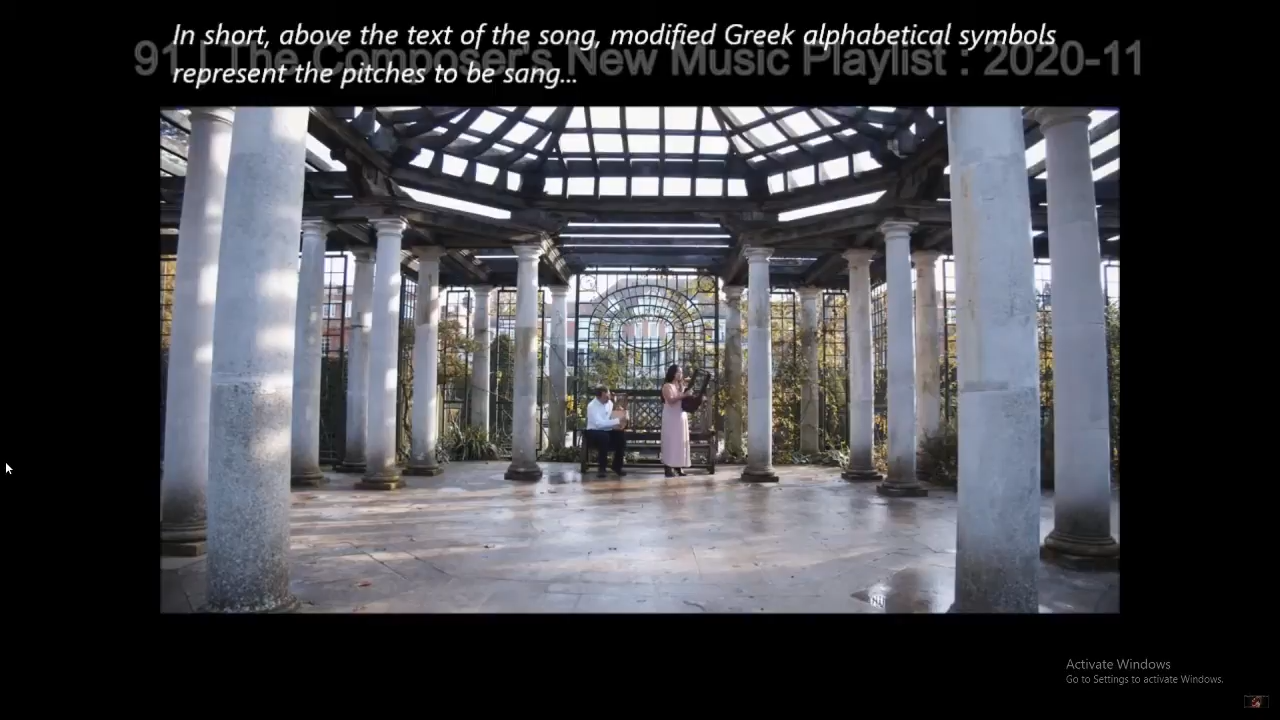 In short, above the text of the song, modified Greek alphabetical symbols
represent the pitches to be sang...
91 | The Composer's New Music Playlist : 2020-11
Activate Windows
Go to Settings to activate Windows.